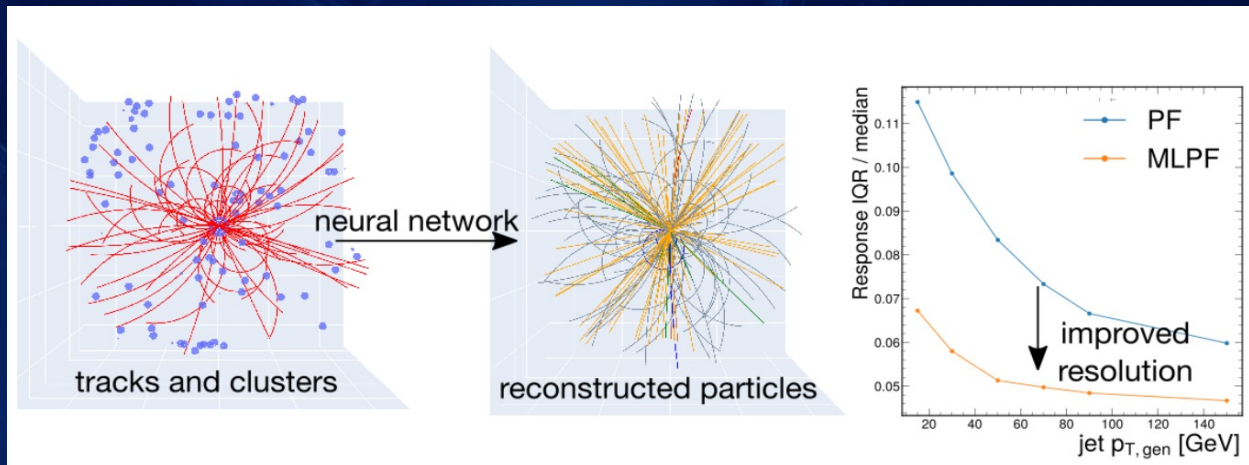 tracks and clusters
neural network
reconstructed particles
PF
MLPF
Response IQR / median
0.11
0.10
0.09
0.08
0.07
0.06
0.05
improved
resolution
20 40 60 80 100 120 140
jet p_T,gen [GeV]